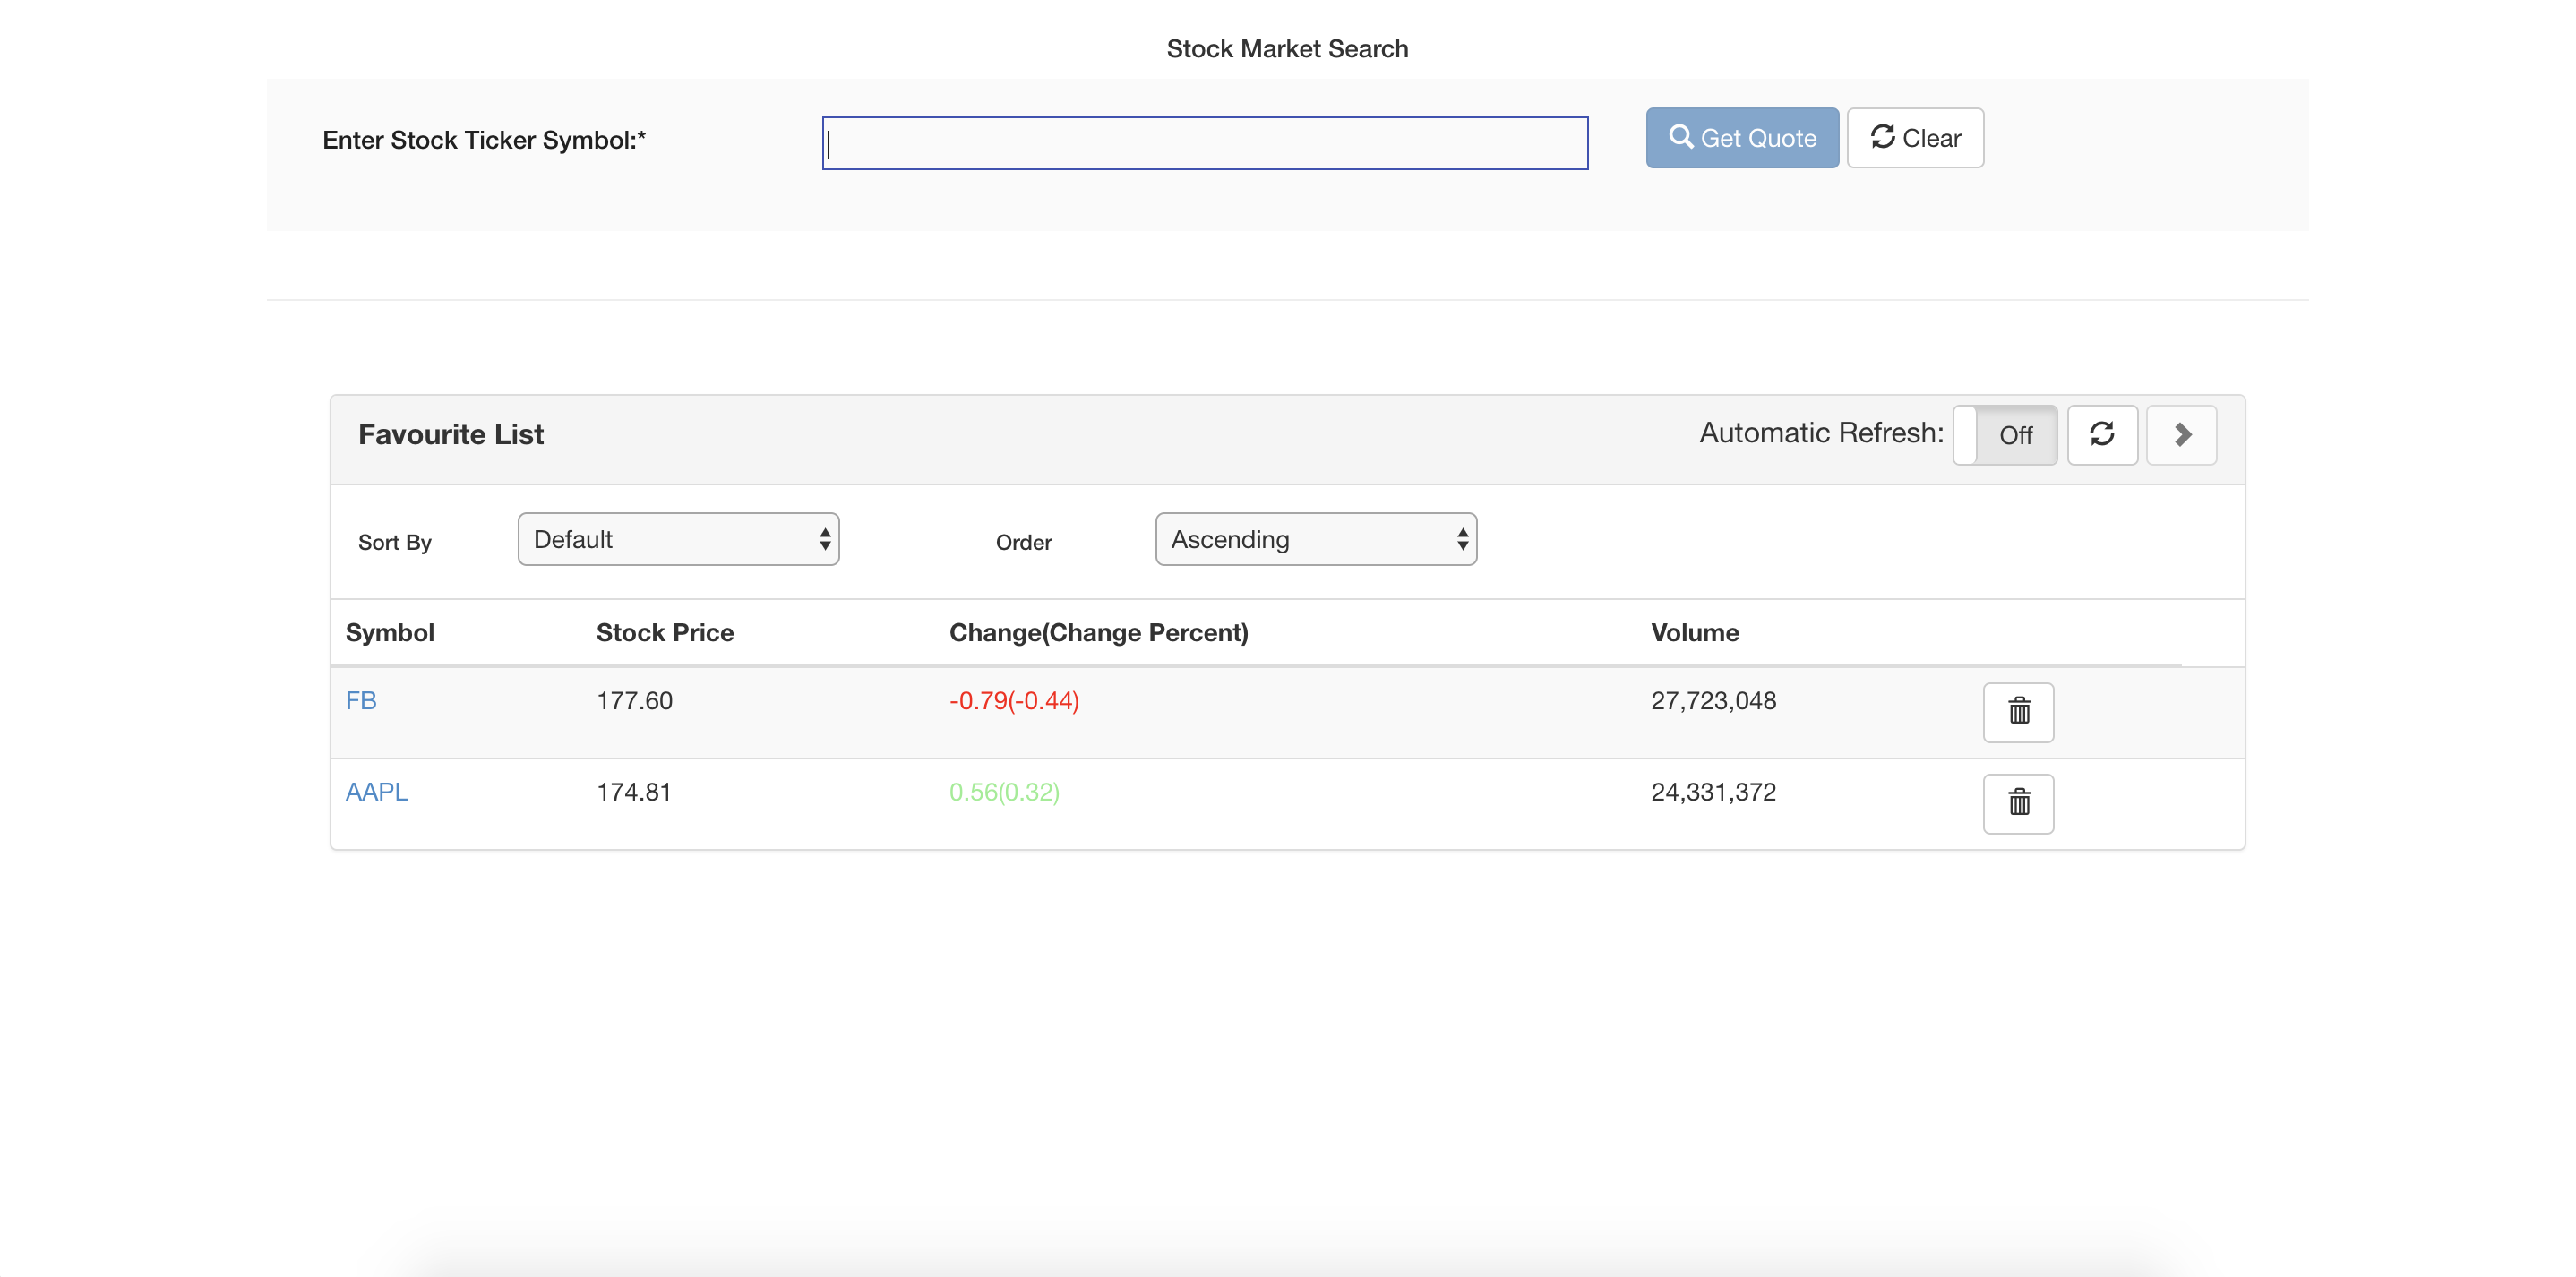 Stock Market Search
Enter Stock Ticker Symbol:*
Get Quote
Clear
Favourite List
Automatic Refresh:
Off
Sort By
Default
Order
Ascending
Symbol Stock Price Change(Change Percent) Volume
FB 177.60 -0.79(-0.44) 27,723,048
AAPL 174.81 0.56(0.32) 24,331,372